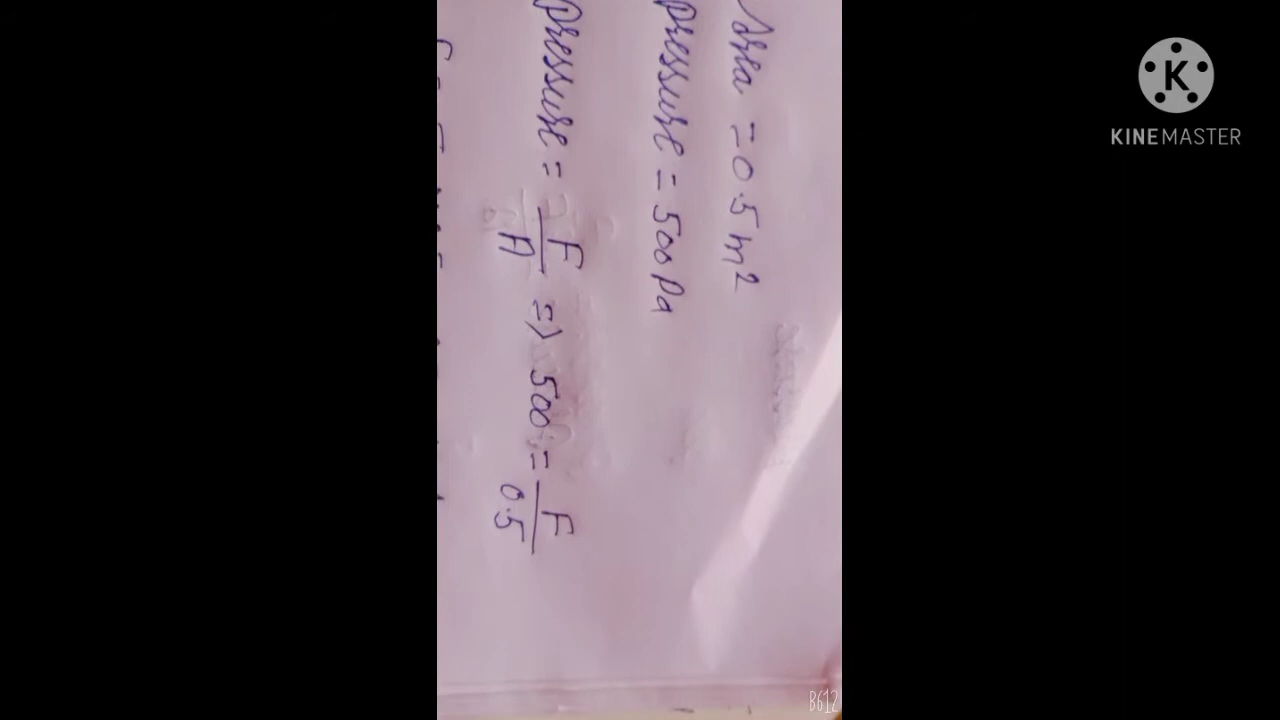 Area = 0.5 m²
pressure = 500 Pa
pressure = F/A => 500 = F/0.5
KINEMASTER
B612